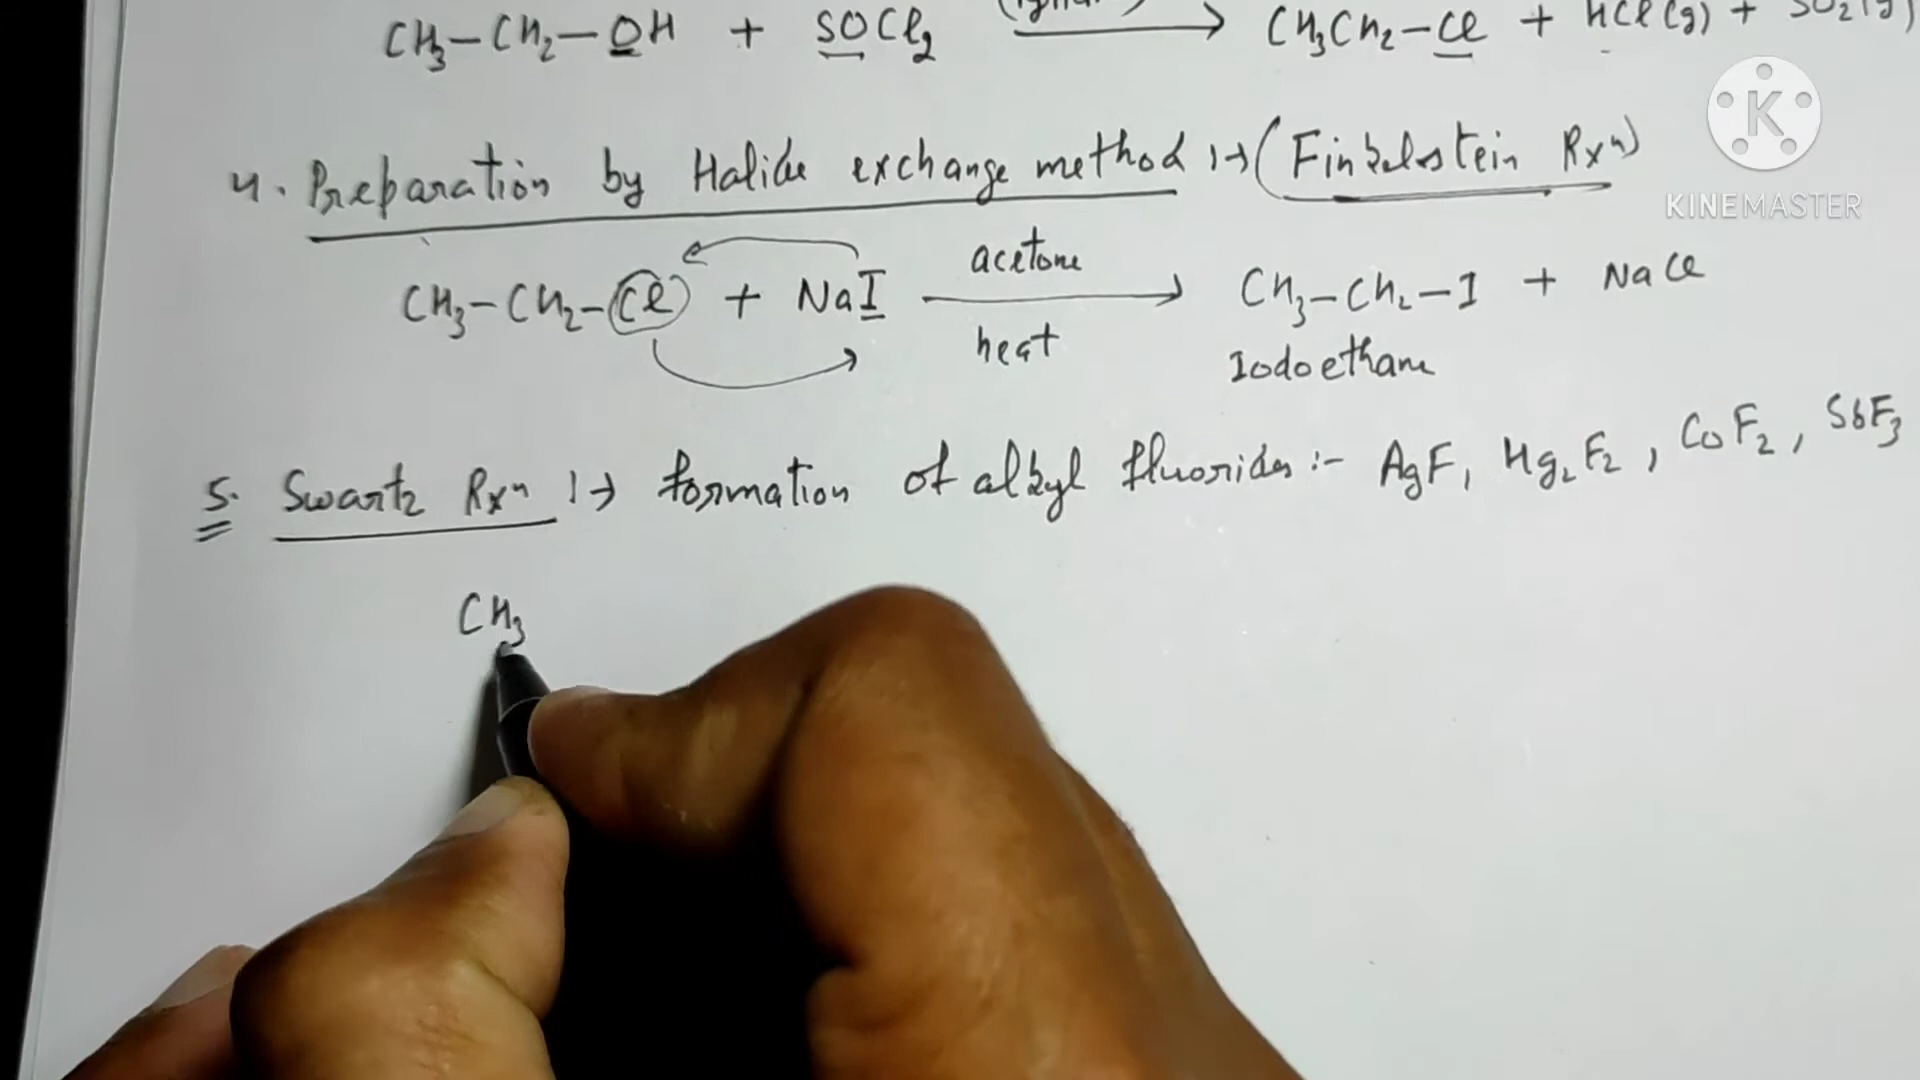 CH₃-CH₂-OH + SOCl₂ → CH₃CH₂-Cl + HCl(g) + SO₂(g)
4. Preparation by Halide exchange method :→ (Finkelstein Rxⁿ)
CH₃-CH₂-Cl + NaI acetone heat → CH₃-CH₂-I + NaCl
Iodoethane
5. Swartz Rxⁿ :→ formation of alkyl fluorides :- AgF, Hg₂F₂, CoF₂, SbF₃
CH₃
KINEMASTER